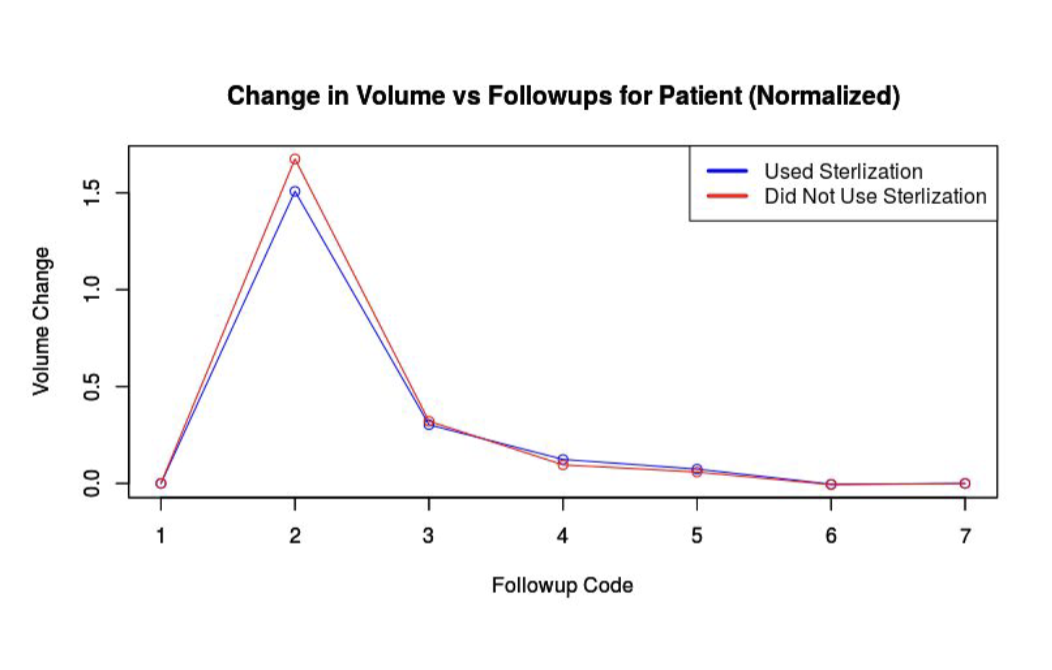 Change in Volume vs Followups for Patient (Normalized)
Used Sterlization
Did Not Use Sterlization
Volume Change
1.5
1.0
0.5
0.0
1 2 3 4 5 6 7
Followup Code